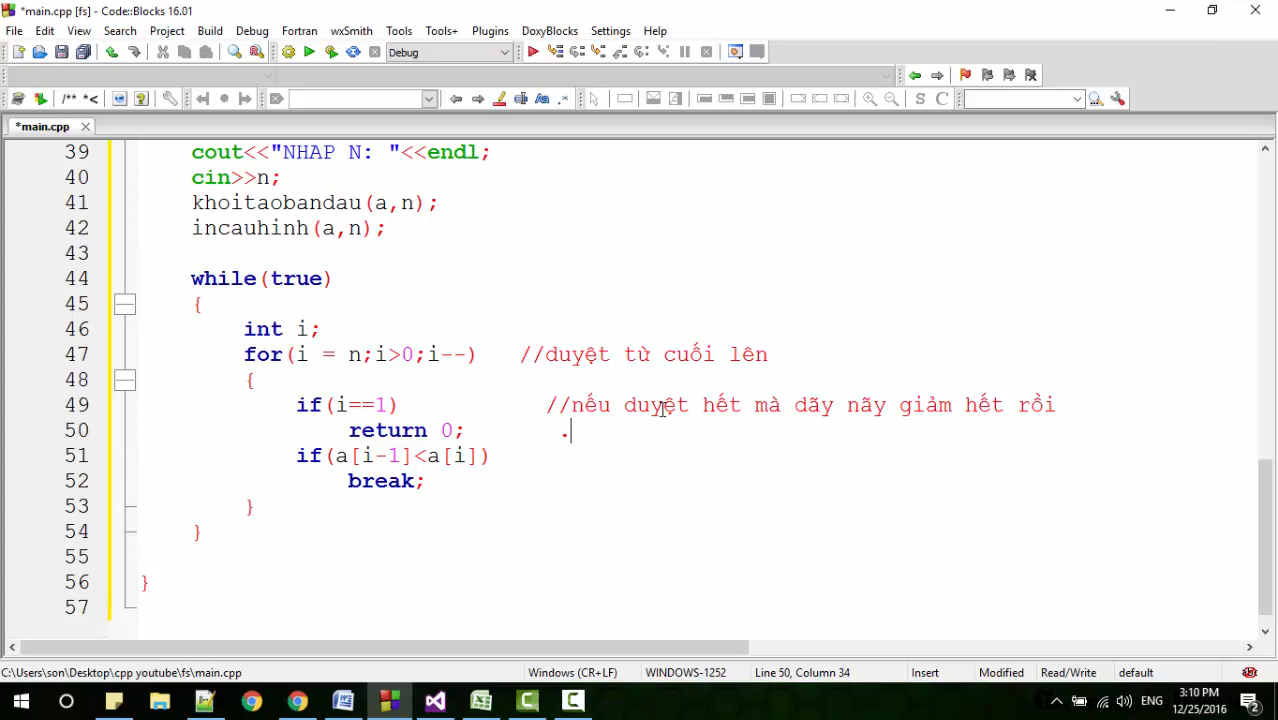 *main.cpp [fs] - Code::Blocks 16.01
File Edit View Search Project Build Debug Fortran wxSmith Tools Tools+ Plugins DoxyBlocks Settings Help
Debug
/** *< Aa .* S C
*main.cpp
39 cout<<"NHAP N: "<<endl;
40 cin>>n;
41 khoitaobandau(a,n);
42 incauhinh(a,n);
43
44 while(true)
45 {
46 int i;
47 for(i = n;i>0;i--) //duyệt từ cuối lên
48 {
49 if(i==1) //nếu duyệt hết mà dãy nãy giảm hết rồi
50 return 0; .
51 if(a[i-1]<a[i])
52 break;
53 }
54 }
55
56 }
57
C:\Users\son\Desktop\cpp youtube\fs\main.cpp Windows (CR+LF) WINDOWS-1252 Line 50, Column 34 Insert Modified Read/Write default
ENG 3:10 PM
12/25/2016 2